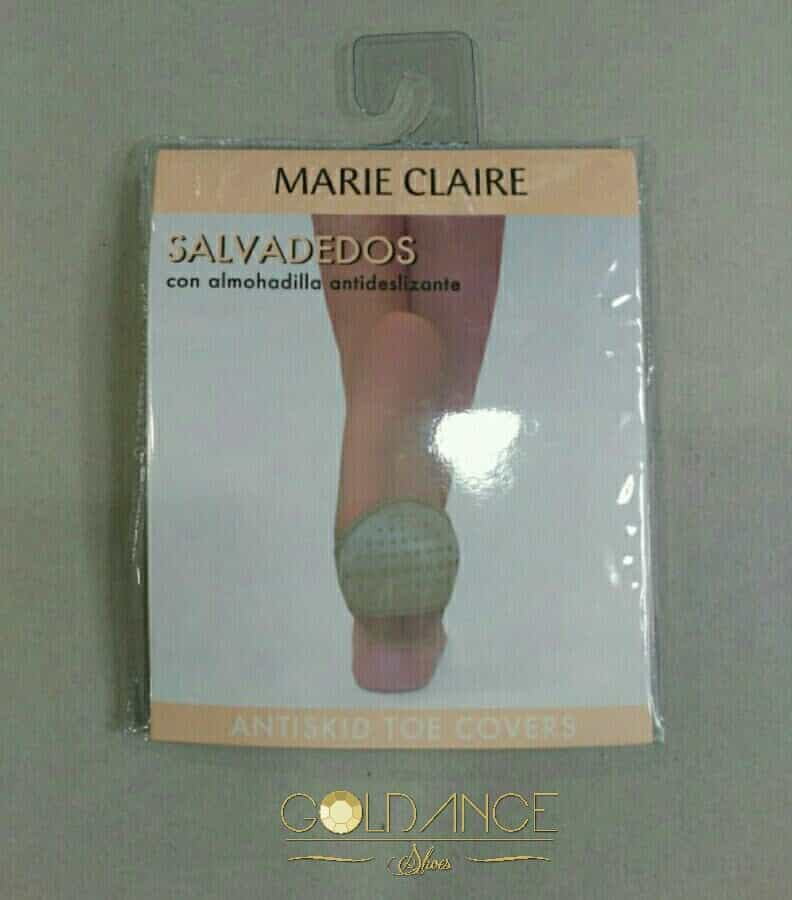 MARIE CLAIRE
SALVADEDOS
con almohadilla antideslizante
ANTISKID TOE COVERS
GOLDANCE
Shoes